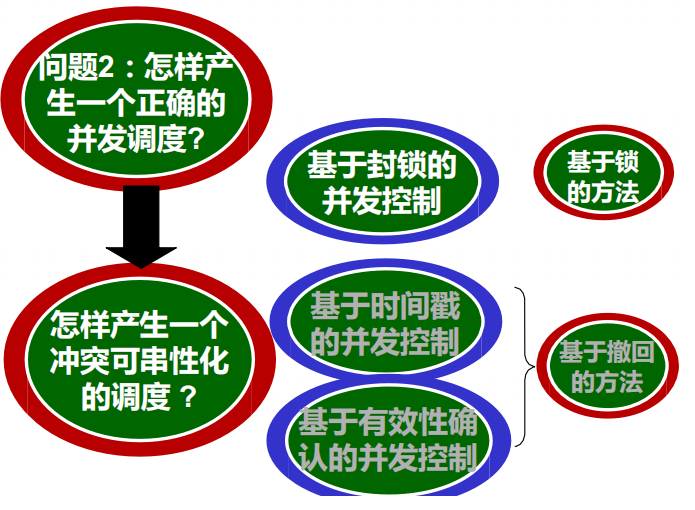 问题2：怎样产
生一个正确的
并发调度?
基于封锁的
并发控制
基于锁
的方法
怎样产生一个
冲突可串性化
的调度？
基于时间戳
的并发控制
基于撤回
的方法
基于有效性确
认的并发控制